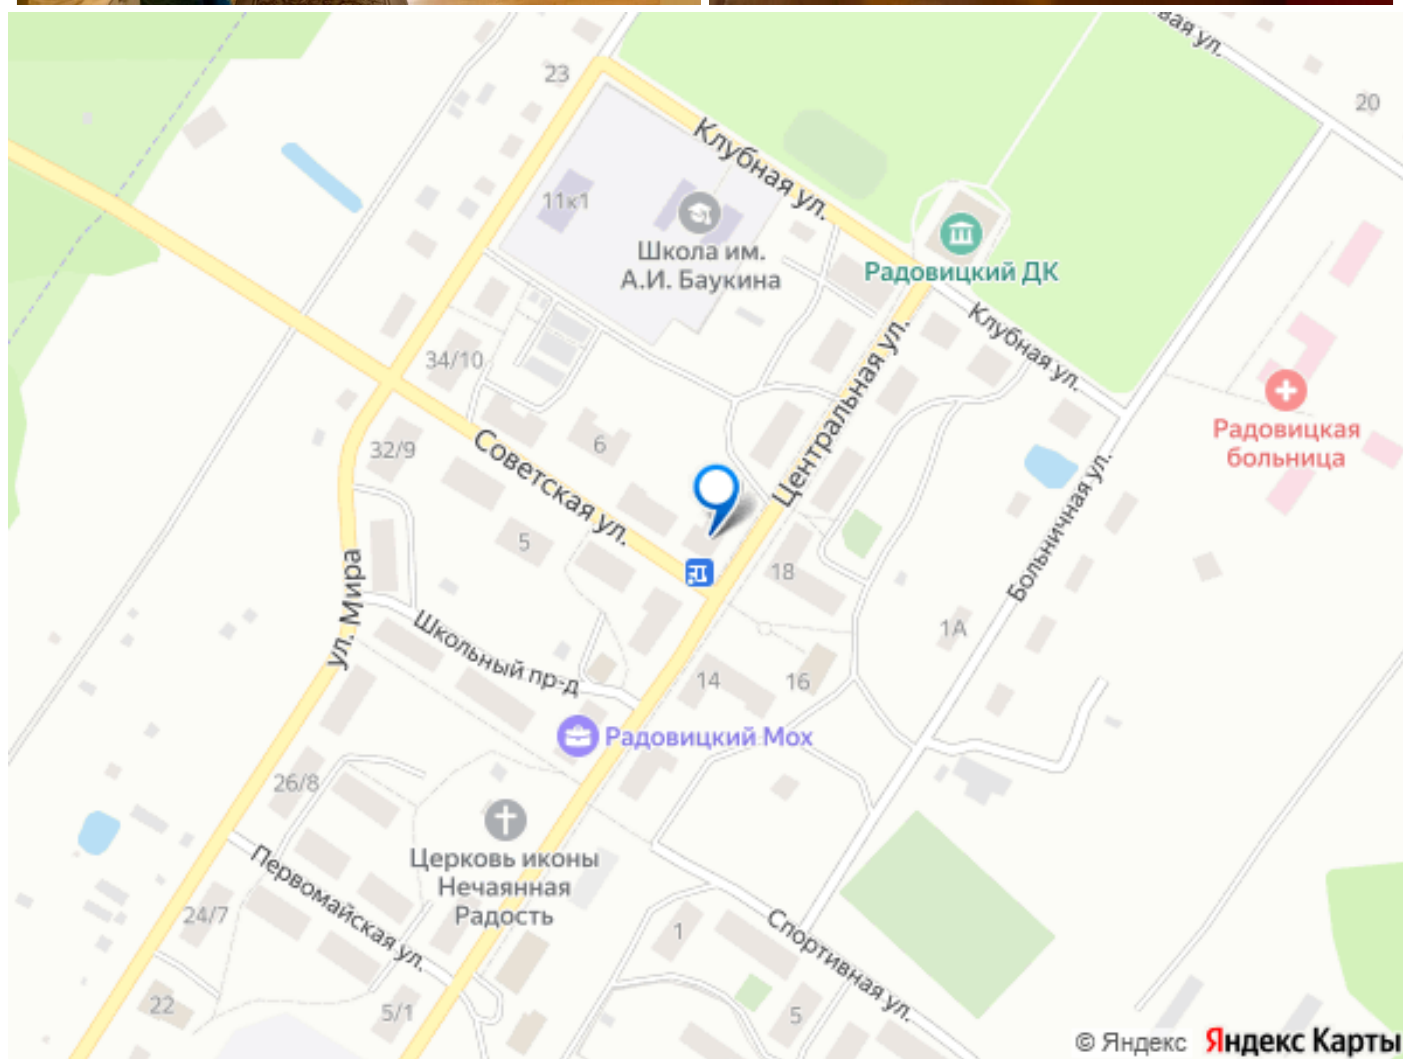 вая ул.
23
20
Клубная ул.
11к1
Школа им.
А.И. Баукина
Радовицкий ДК
Клубная ул.
34/10
Центральная ул.
Радовицкая
больница
32/9
Советская ул.
6
5
ул. Мира
18
Больничная ул.
Школьный пр-д
1А
14
16
Радовицкий Мох
26/8
Церковь иконы
Нечаянная
Радость
Первомайская ул.
24/7
1
Спортивная ул.
22
5/1
5
© Яндекс Яндекс Карты